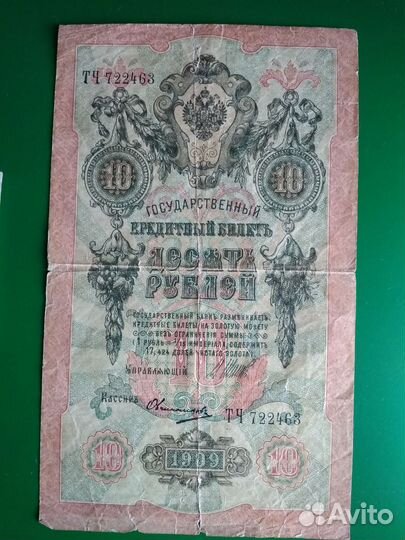 ТЧ 722463
10 10
ГОСУДАРСТВЕННЫЙ
КРЕДИТНЫЙ БИЛЕТЪ
ДЕСЯТЬ
РУБЛЕЙ
ГОСУДАРСТВЕННЫЙ БАНКЪ РАЗМѢНИВАЕТЪ
КРЕДИТНЫЕ БИЛЕТЫ НА ЗОЛОТУЮ МОНЕТУ
БЕЗЪ ОГРАНИЧЕНІЯ СУММЫ
(1 РУБЛЬ = 1/15 ИМПЕРІАЛА, СОДЕРЖИТЪ
17,424 ДОЛЕЙ ЧИСТАГО ЗОЛОТА)
10
УПРАВЛЯЮЩІЙ
Кассиръ
ТЧ 722463
10 1909 10
Avito